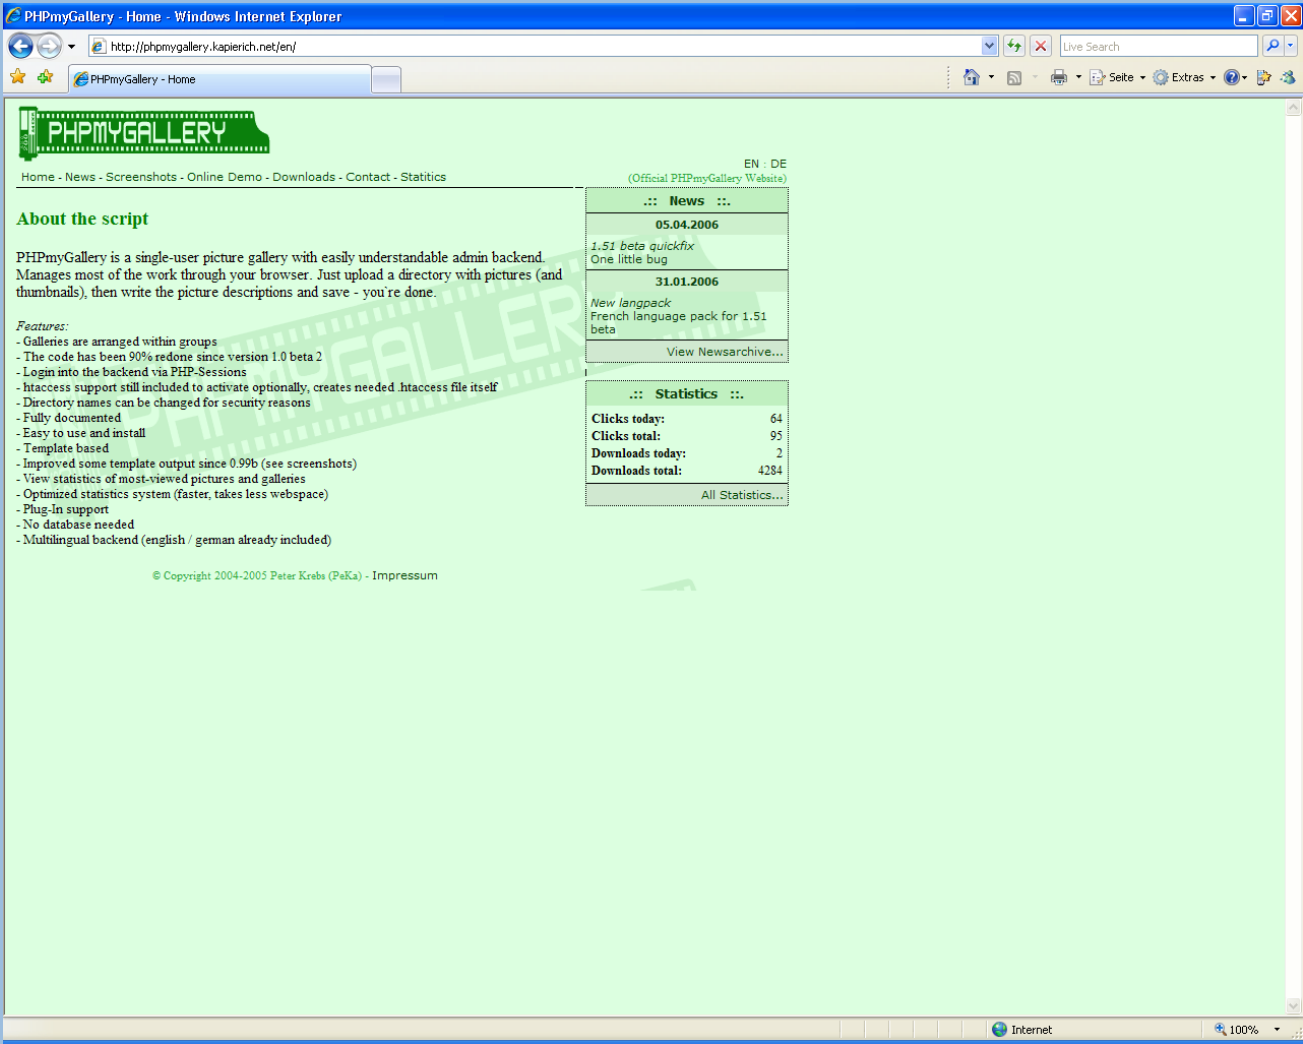 PHPmyGallery - Home - Windows Internet Explorer
http://phpmygallery.kapierich.net/en/
Live Search
PHPmyGallery - Home
Seite
Extras
PHPMYGALLERY
EN : DE
Home - News - Screenshots - Online Demo - Downloads - Contact - Statitics
(Official PHPmyGallery Website)
About the script
PHPmyGallery is a single-user picture gallery with easily understandable admin backend.
Manages most of the work through your browser. Just upload a directory with pictures (and
thumbnails), then write the picture descriptions and save - you`re done.
Features:
- Galleries are arranged within groups
- The code has been 90% redone since version 1.0 beta 2
- Login into the backend via PHP-Sessions
- htaccess support still included to activate optionally, creates needed .htaccess file itself
- Directory names can be changed for security reasons
- Fully documented
- Easy to use and install
- Template based
- Improved some template output since 0.99b (see screenshots)
- View statistics of most-viewed pictures and galleries
- Optimized statistics system (faster, takes less webspace)
- Plug-In support
- No database needed
- Multilingual backend (english / german already included)
© Copyright 2004-2005 Peter Krebs (PeKa) - Impressum
PHPMYGALLERY
.:: News ::.
05.04.2006
1.51 beta quickfix
One little bug
31.01.2006
New langpack
French language pack for 1.51
beta
View Newsarchive...
.:: Statistics ::.
Clicks today: 64
Clicks total: 95
Downloads today: 2
Downloads total: 4284
All Statistics...
Internet
100%